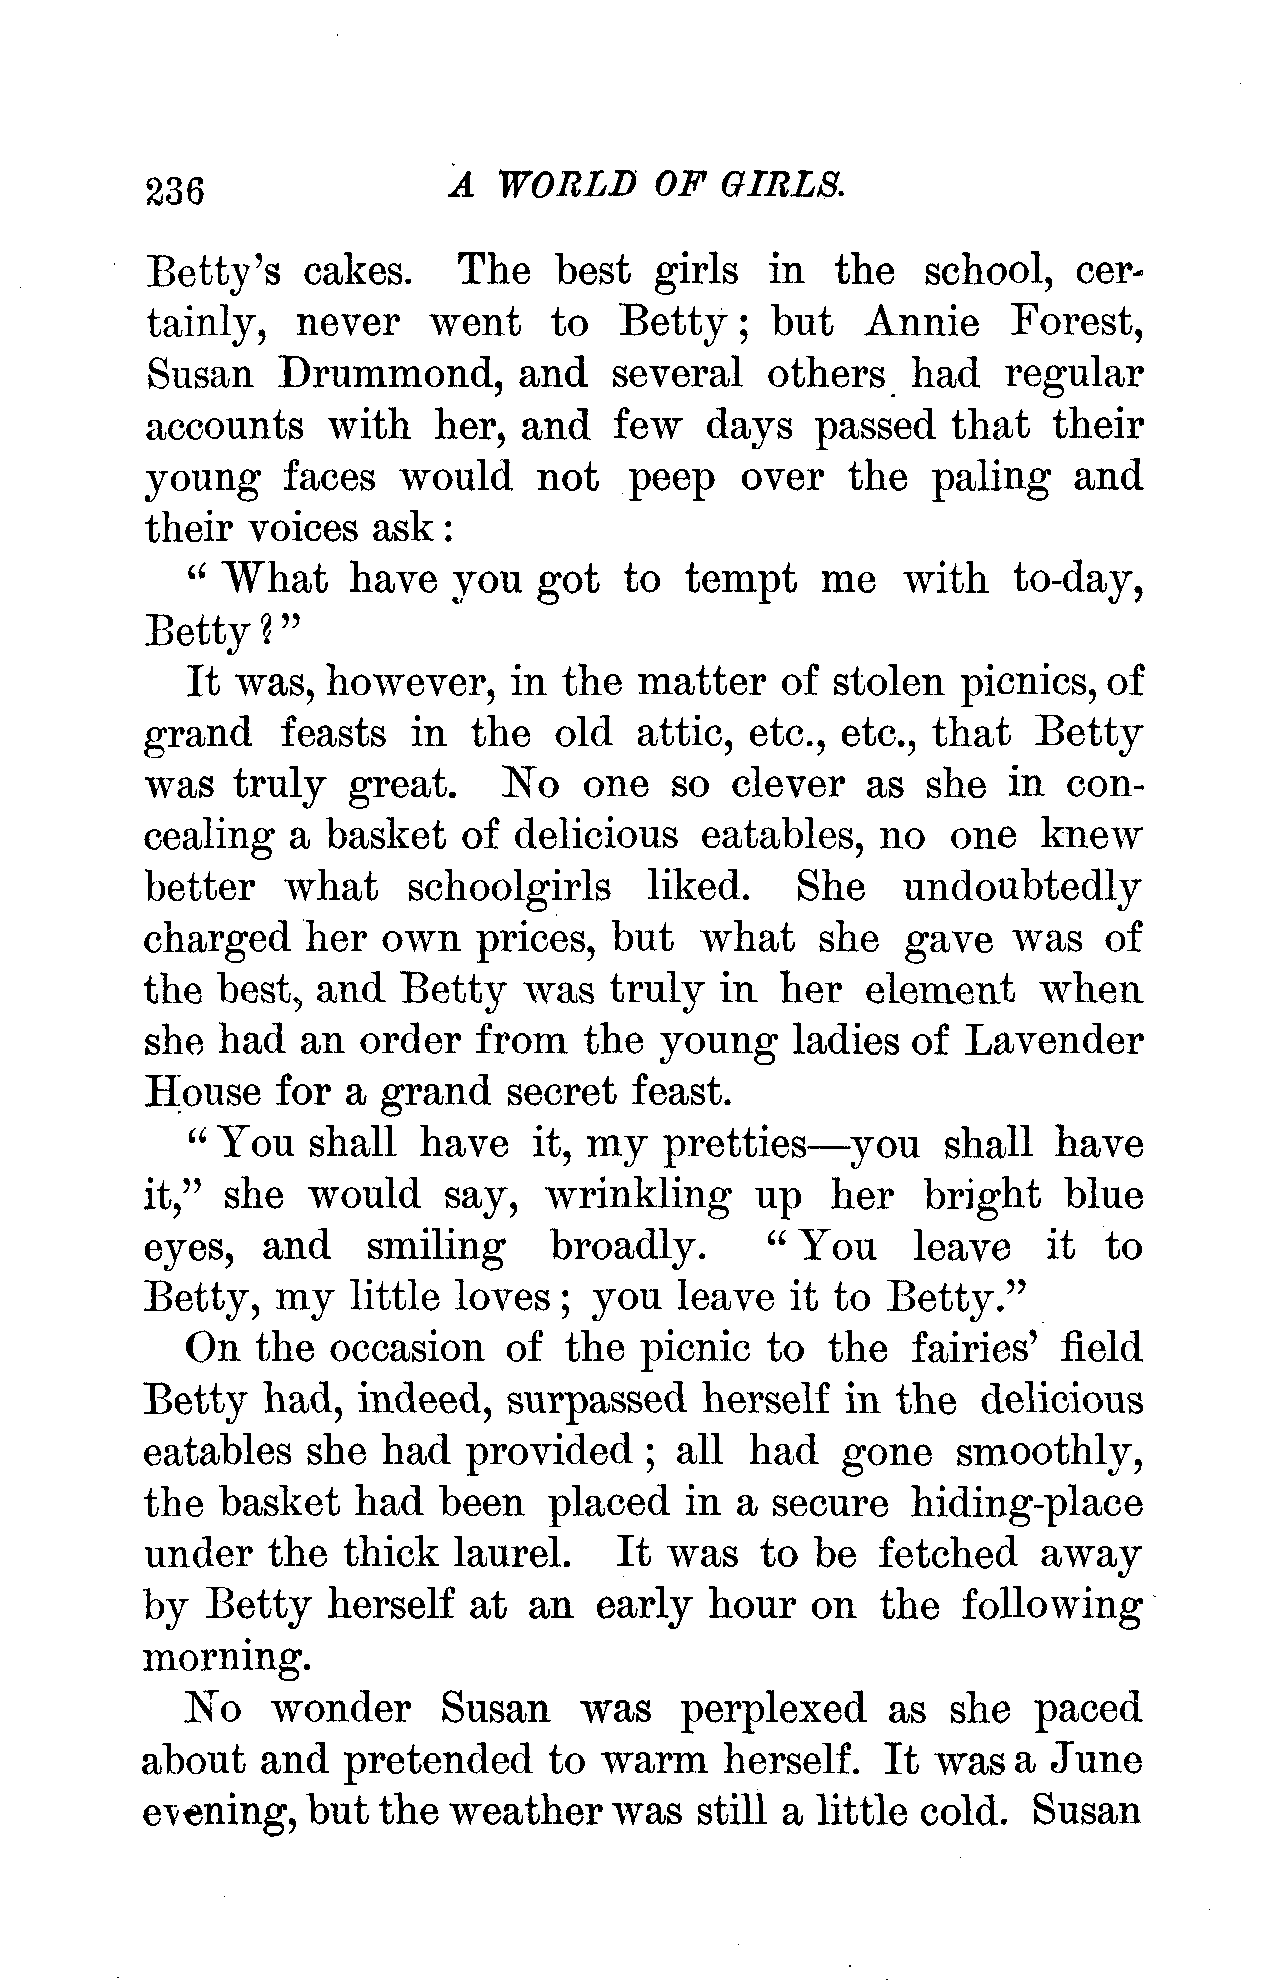 236 A WORLD OF GIRLS.
Betty's cakes. The best girls in the school, cer-
tainly, never went to Betty; but Annie Forest,
Susan Drummond, and several others had regular
accounts with her, and few days passed that their
young faces would not peep over the paling and
their voices ask:
"What have you got to tempt me with to-day,
Betty?"
It was, however, in the matter of stolen picnics, of
grand feasts in the old attic, etc., etc., that Betty
was truly great. No one so clever as she in con-
cealing a basket of delicious eatables, no one knew
better what schoolgirls liked. She undoubtedly
charged her own prices, but what she gave was of
the best, and Betty was truly in her element when
she had an order from the young ladies of Lavender
House for a grand secret feast.
"You shall have it, my pretties—you shall have
it," she would say, wrinkling up her bright blue
eyes, and smiling broadly. "You leave it to
Betty, my little loves; you leave it to Betty."
On the occasion of the picnic to the fairies' field
Betty had, indeed, surpassed herself in the delicious
eatables she had provided; all had gone smoothly,
the basket had been placed in a secure hiding-place
under the thick laurel. It was to be fetched away
by Betty herself at an early hour on the following
morning.
No wonder Susan was perplexed as she paced
about and pretended to warm herself. It was a June
evening, but the weather was still a little cold. Susan